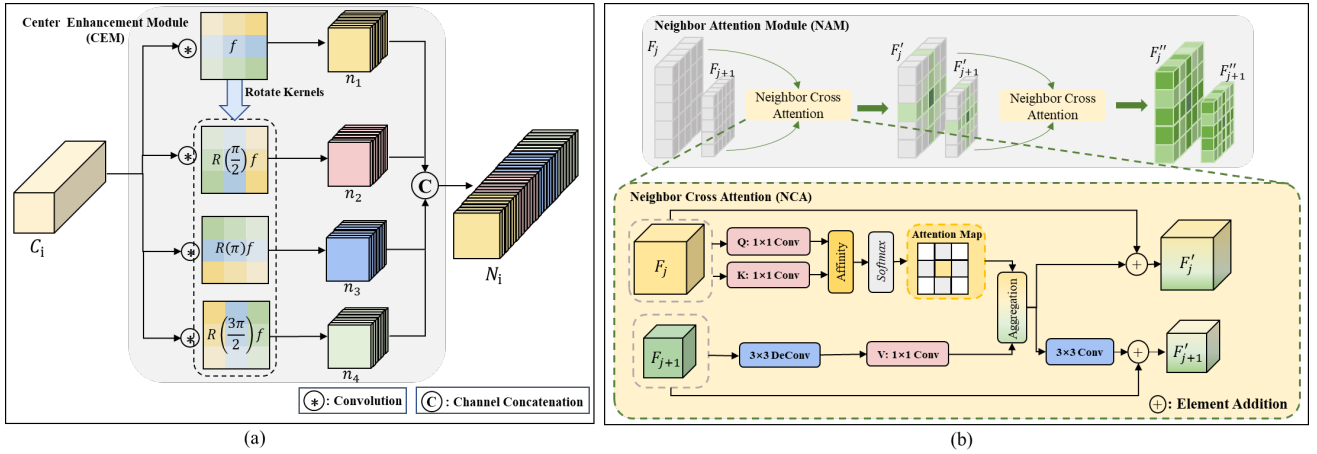 Center Enhancement Module
(CEM)
*
f
n₁
Rotate Kernels
*
R(π/2)f
n₂
C
Cᵢ
*
R(π)f
n₃
Nᵢ
*
R(3π/2)f
n₄
*: Convolution
C: Channel Concatenation
(a)
Neighbor Attention Module (NAM)
Fⱼ
Fⱼ₊₁
Neighbor Cross
Attention
F′ⱼ
F′ⱼ₊₁
Neighbor Cross
Attention
F″ⱼ
F″ⱼ₊₁
Neighbor Cross Attention (NCA)
Fⱼ
Q: 1×1 Conv
K: 1×1 Conv
Affinity
Softmax
Attention Map
Aggregation
+
F′ⱼ
Fⱼ₊₁
3×3 DeConv
V: 1×1 Conv
3×3 Conv
+
F′ⱼ₊₁
+: Element Addition
(b)